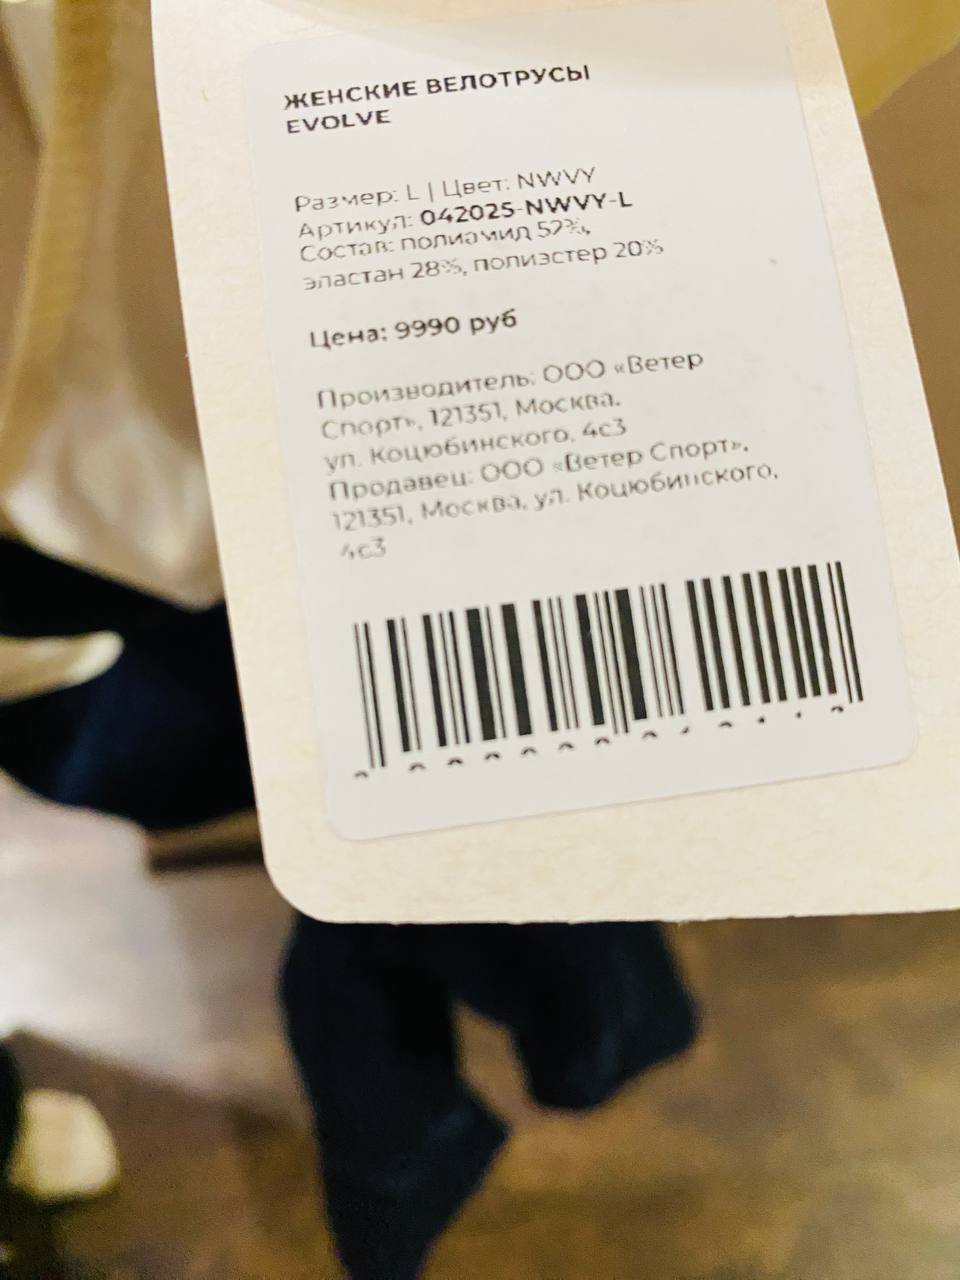 ЖЕНСКИЕ ВЕЛОТРУСЫ
EVOLVE
Размер: L | Цвет: NWVY
Артикул: 042025-NWVY-L
Состав: полиамид 52%,
эластан 28%, полиэстер 20%
Цена: 9990 руб
Производитель: ООО «Ветер
Спорт», 121351, Москва,
ул. Коцюбинского, 4с3
Продавец: ООО «Ветер Спорт»,
121351, Москва, ул. Коцюбинского,
4с3